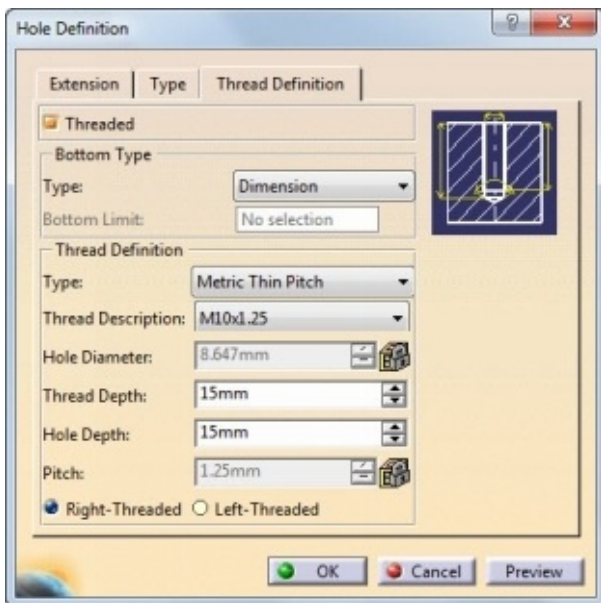 Hole Definition
Extension Type Thread Definition
Threaded
Bottom Type
Type: Dimension
Bottom Limit: No selection
Thread Definition
Type: Metric Thin Pitch
Thread Description: M10x1.25
Hole Diameter: 8.647mm
Thread Depth: 15mm
Hole Depth: 15mm
Pitch: 1.25mm
Right-Threaded Left-Threaded
OK Cancel Preview